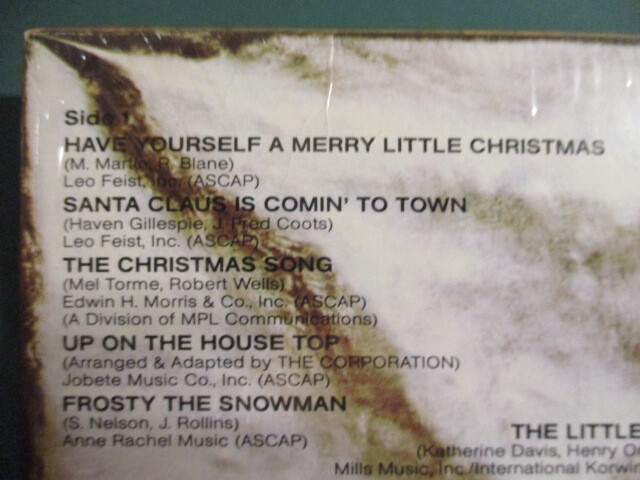 Side 1
HAVE YOURSELF A MERRY LITTLE CHRISTMAS
(M. Martin, R. Blane)
Leo Feist, Inc. (ASCAP)
SANTA CLAUS IS COMIN' TO TOWN
(Haven Gillespie, J. Fred Coots)
Leo Feist, Inc. (ASCAP)
THE CHRISTMAS SONG
(Mel Torme, Robert Wells)
Edwin H. Morris & Co., Inc. (ASCAP)
(A Division of MPL Communications)
UP ON THE HOUSE TOP
(Arranged & Adapted by THE CORPORATION)
Jobete Music Co., Inc. (ASCAP)
FROSTY THE SNOWMAN
(S. Nelson, J. Rollins)
Anne Rachel Music (ASCAP)
THE LITTLE
(Katherine Davis, Henry
Mills Music, Inc./International Korwin